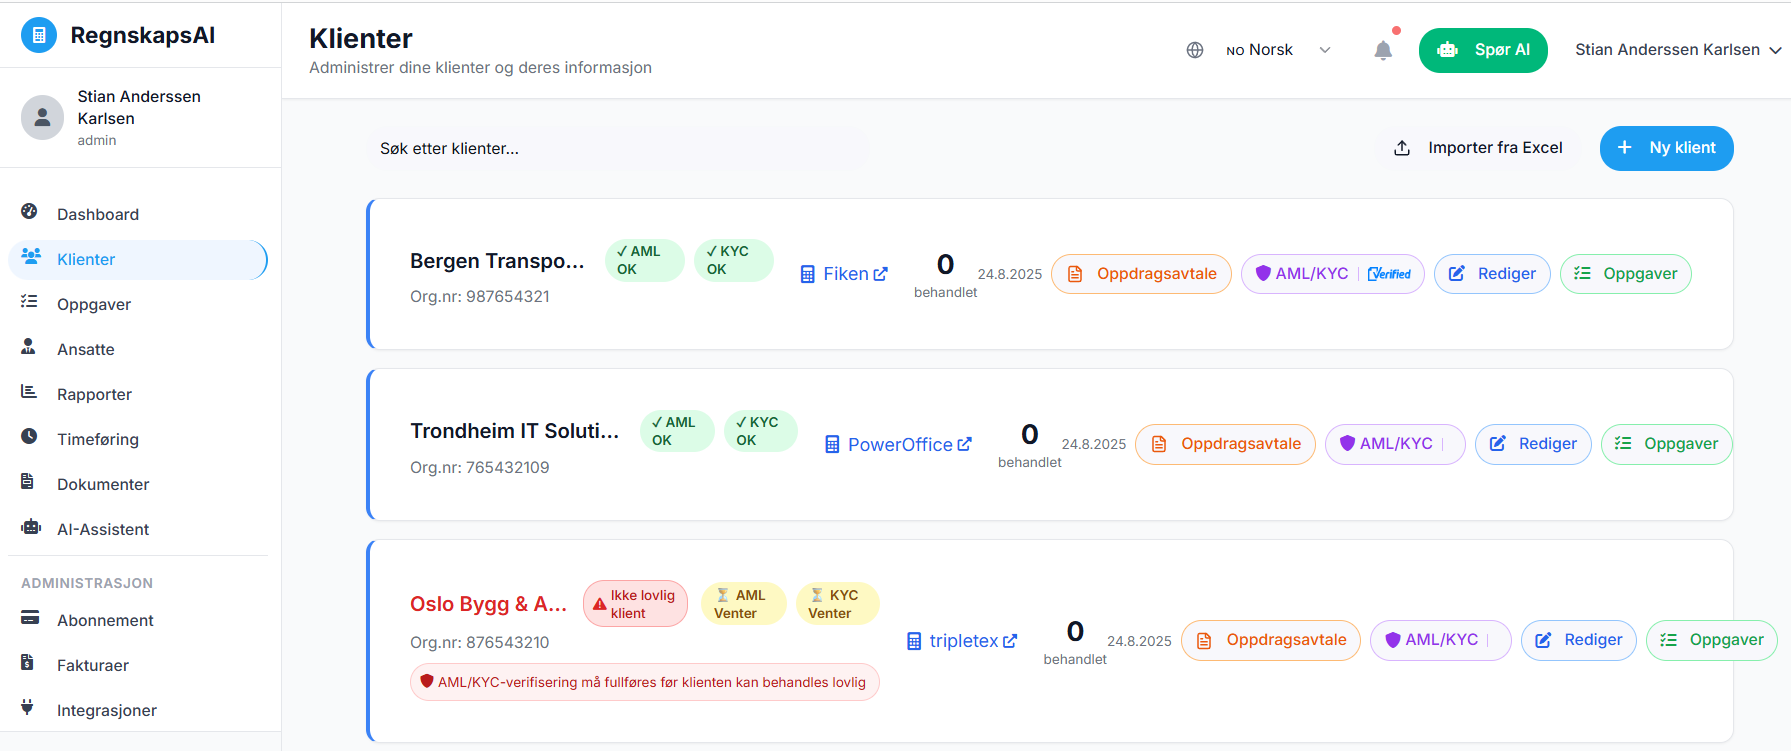 RegnskapsAI
Stian Anderssen
Karlsen
admin
Dashboard
Klienter
Oppgaver
Ansatte
Rapporter
Timeføring
Dokumenter
AI-Assistent
ADMINISTRASJON
Abonnement
Fakturaer
Integrasjoner
Klienter
Administrer dine klienter og deres informasjon
NO Norsk
Spør AI
Stian Anderssen Karlsen
Søk etter klienter...
Importer fra Excel
+ Ny klient
Bergen Transpo...
✓ AML
OK
✓ KYC
OK
Org.nr: 987654321
Fiken
0
behandlet
24.8.2025
Oppdragsavtale
AML/KYC | Verified
Rediger
Oppgaver
Trondheim IT Soluti...
✓ AML
OK
✓ KYC
OK
Org.nr: 765432109
PowerOffice
0
behandlet
24.8.2025
Oppdragsavtale
AML/KYC |
Rediger
Oppgaver
Oslo Bygg & A...
Ikke lovlig
klient
⏳ AML
Venter
⏳ KYC
Venter
Org.nr: 876543210
AML/KYC-verifisering må fullføres før klienten kan behandles lovlig
tripletex
0
behandlet
24.8.2025
Oppdragsavtale
AML/KYC |
Rediger
Oppgaver